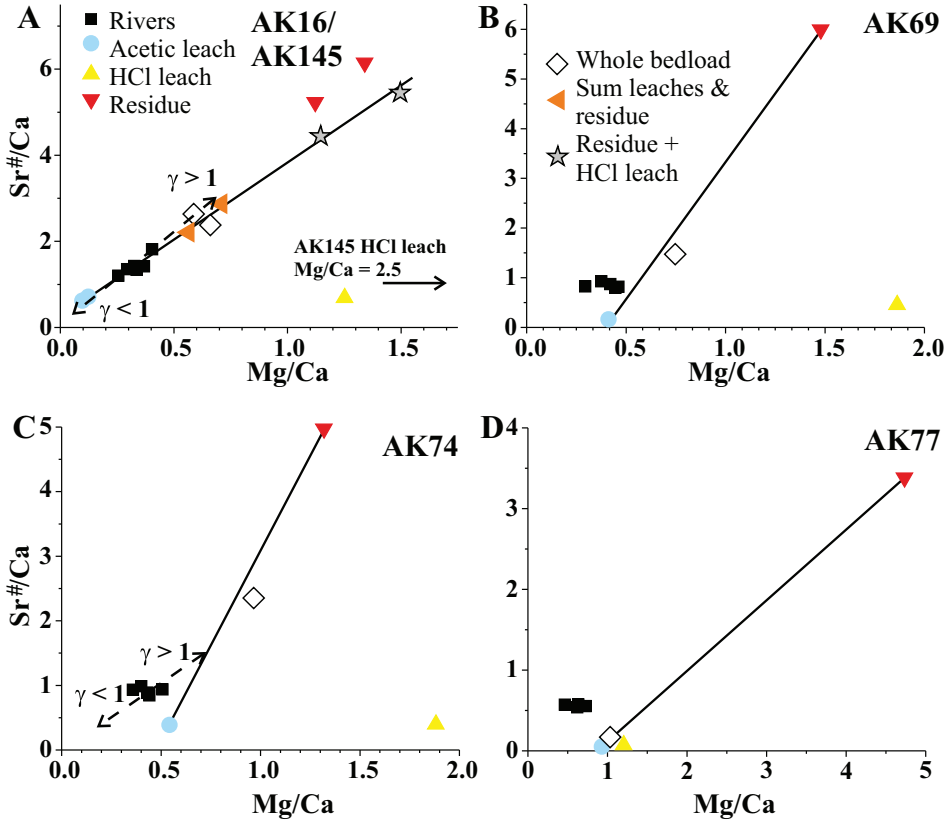 A
AK16/
AK145
Rivers
Acetic leach
HCl leach
Residue
Sr#/Ca
6
4
2
0
γ > 1
γ < 1
AK145 HCl leach
Mg/Ca = 2.5
0.0 0.5 1.0 1.5
Mg/Ca
B
AK69
Whole bedload
Sum leaches &
residue
Residue +
HCl leach
6
5
4
3
2
1
0
0.0 0.5 1.0 1.5 2.0
Mg/Ca
C
AK74
Sr#/Ca
5
4
3
2
1
0
γ > 1
γ < 1
0.0 0.5 1.0 1.5 2.0
Mg/Ca
D
AK77
4
3
2
1
0
0 1 2 3 4 5
Mg/Ca